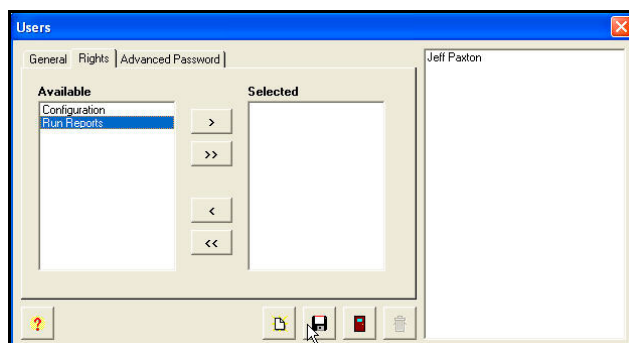 Users
General Rights Advanced Password
Jeff Paxton
Available Selected
Configuration
Run Reports
>
>>
<
<<
?